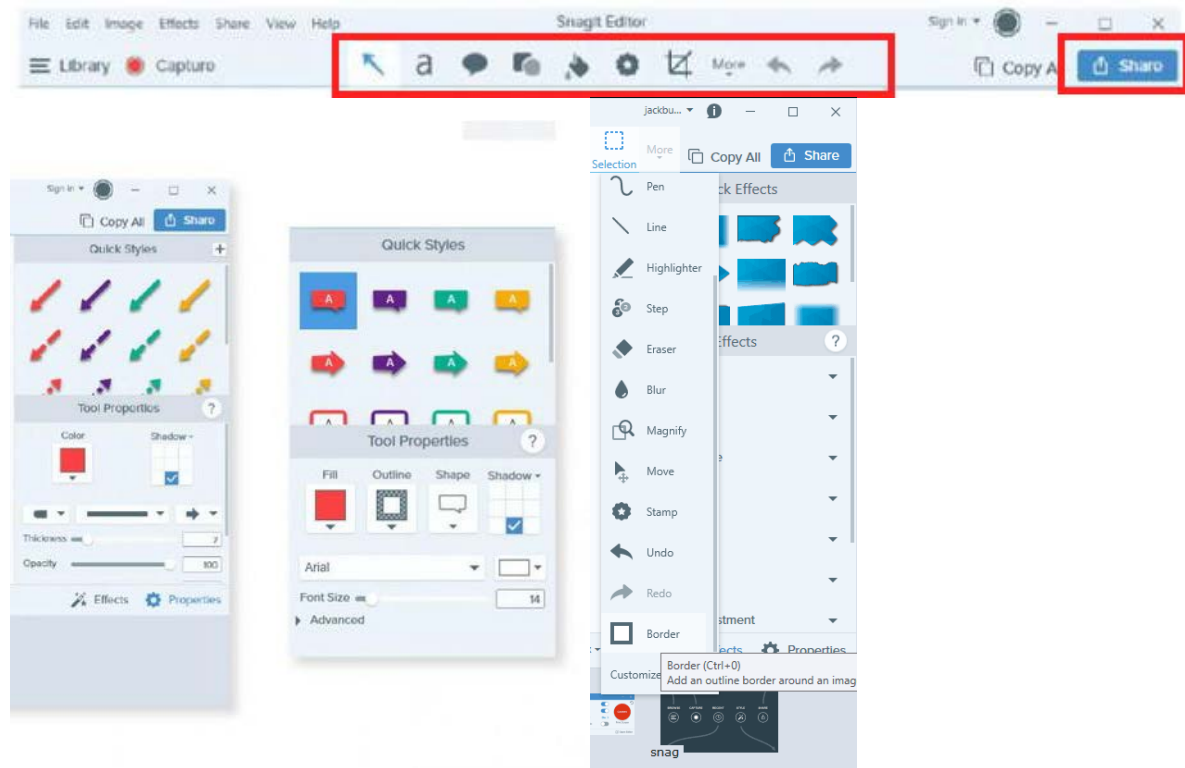 File Edit Image Effects Share View Help
Snagit Editor
Sign in
Library Capture
a
More
Copy A
Share
Sign in
Copy All Share
Quick Styles
Tool Properties
?
Color
Shadow
Thickness
7
Opacity
100
Effects Properties
Quick Styles
A A A A
A A A A
A A A A
Tool Properties
?
Fill Outline Shape Shadow
Arial
Font Size
14
Advanced
jackbu...
Selection
More
Copy All
Share
ck Effects
Pen
Line
Highlighter
Step
Eraser
Effects
?
Blur
Magnify
Move
Stamp
Undo
Redo
Border
stment
ects Properties
Customize
Border (Ctrl+0)
Add an outline border around an imag
snag